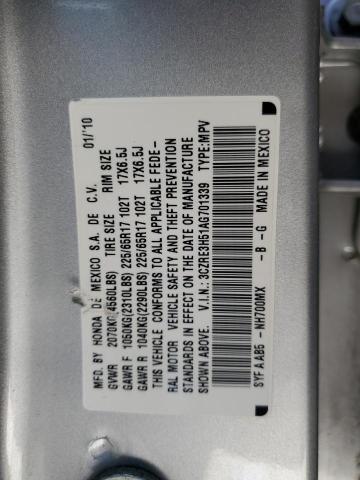 MFD. BY HONDA DE MEXICO S.A. DE C.V. 01/'10
GVWR 2070KG(4560LBS) TIRE SIZE RIM SIZE
GAWR F 1050KG(2310LBS) 225/65R17 102T 17X6.5J
GAWR R 1040KG(2290LBS) 225/65R17 102T 17X6.5J
THIS VEHICLE CONFORMS TO ALL APPLICABLE FEDE-
RAL MOTOR VEHICLE SAFETY AND THEFT PREVENTION
STANDARDS IN EFFECT ON THE DATE OF MANUFACTURE
SHOWN ABOVE. V.I.N.: 3CZRE3H51AG701339 TYPE:MPV
SYFAAB5 -NH700MX -B -G MADE IN MEXICO